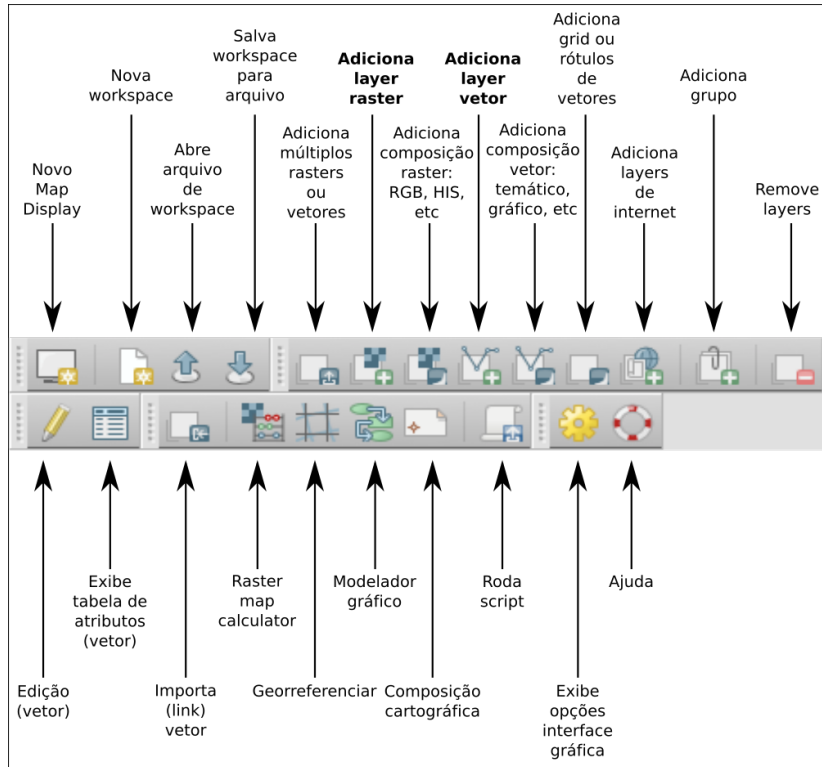 Novo
Map
Display
Nova
workspace
Abre
arquivo
de
workspace
Salva
workspace
para
arquivo
Adiciona
múltiplos
rasters
ou
vetores
Adiciona
layer
raster
Adiciona
composição
raster:
RGB, HIS,
etc
Adiciona
layer
vetor
Adiciona
composição
vetor:
temático,
gráfico, etc
Adiciona
grid ou
rótulos
de
vetores
Adiciona
layers
de
internet
Adiciona
grupo
Remove
layers
Edição
(vetor)
Exibe
tabela de
atributos
(vetor)
Importa
(link)
vetor
Raster
map
calculator
Georreferenciar
Modelador
gráfico
Composição
cartográfica
Roda
script
Exibe
opções
interface
gráfica
Ajuda